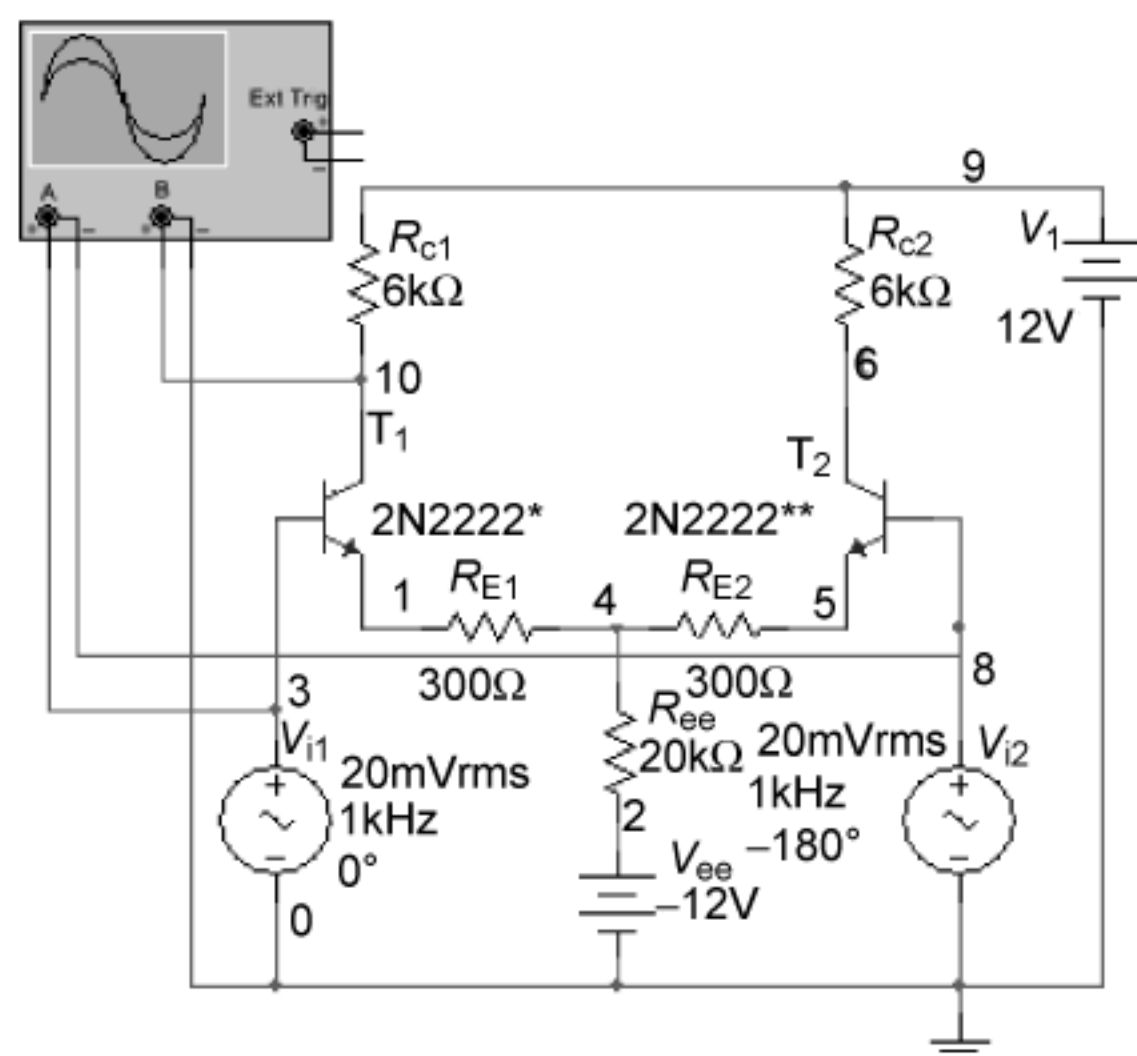 Ext Trig
+
−
A
B
+
−
+
−
9
Rc1
6kΩ
Rc2
6kΩ
V1
12V
10
6
T1
T2
2N2222*
2N2222**
1
RE1
4
RE2
5
300Ω
300Ω
8
3
Ree
20kΩ
Vi1
20mVrms
1kHz
0°
+
−
20mVrms
1kHz
−180°
Vi2
+
−
2
Vee
−12V
0